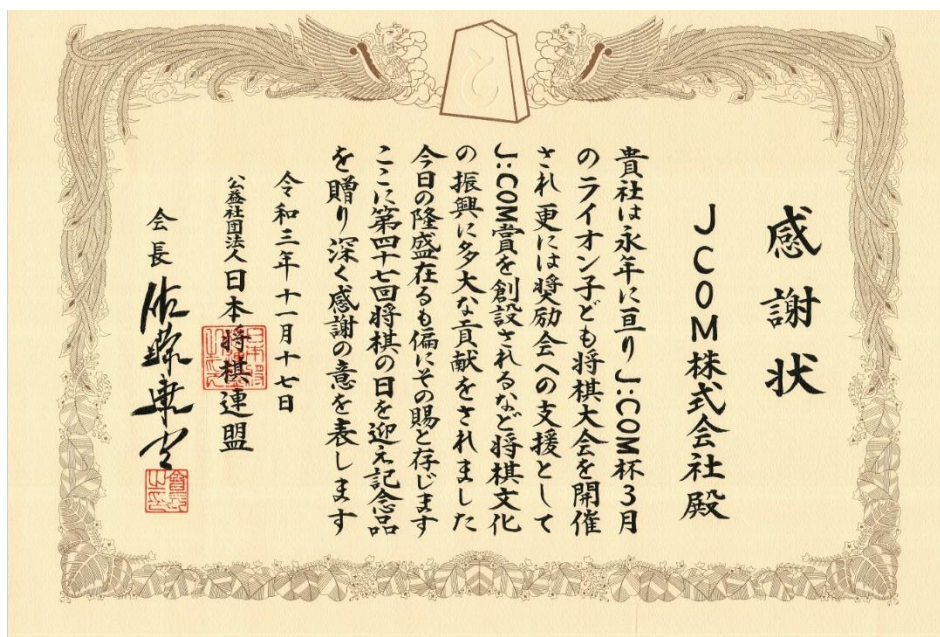 と
感謝状
JCOM株式会社殿
貴社は永年に亘りJ:COM杯3月
のライオン子ども将棋大会を開催
され更には奨励会への支援として
J:COM賞を創設されるなど将棋文化
の振興に多大な貢献をされました
今日の隆盛在るも偏にその賜と存じます
ここに第四十七回将棋の日を迎え記念品
を贈り深く感謝の意を表します
令和三年十一月十七日
公益社団法人日本将棋連盟
会長 佐藤康光